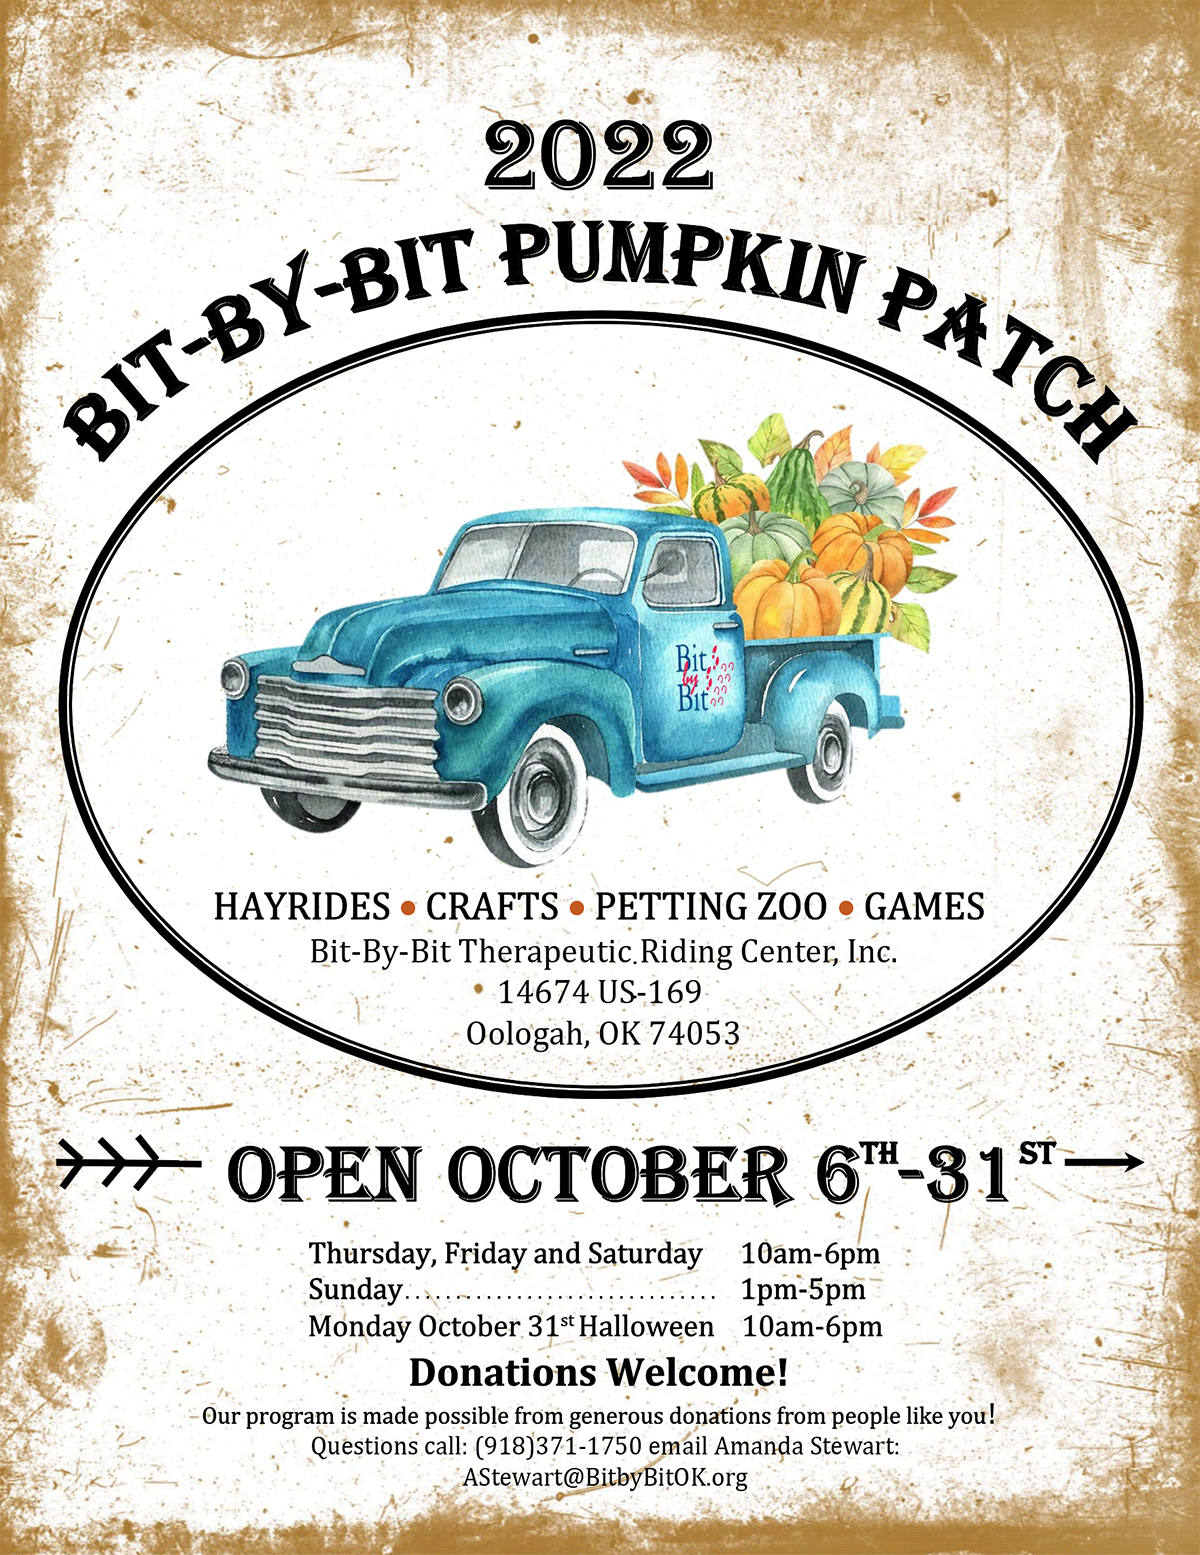 2022
BIT-BY-BIT PUMPKIN PATCH
Bit
by
Bit
HAYRIDES • CRAFTS • PETTING ZOO • GAMES
Bit-By-Bit Therapeutic Riding Center, Inc.
14674 US-169
Oologah, OK 74053
OPEN OCTOBER 6TH-31ST
Thursday, Friday and Saturday 10am-6pm
Sunday............................... 1pm-5pm
Monday October 31st Halloween 10am-6pm
Donations Welcome!
Our program is made possible from generous donations from people like you!
Questions call: (918)371-1750 email Amanda Stewart:
AStewart@BitbyBitOK.org